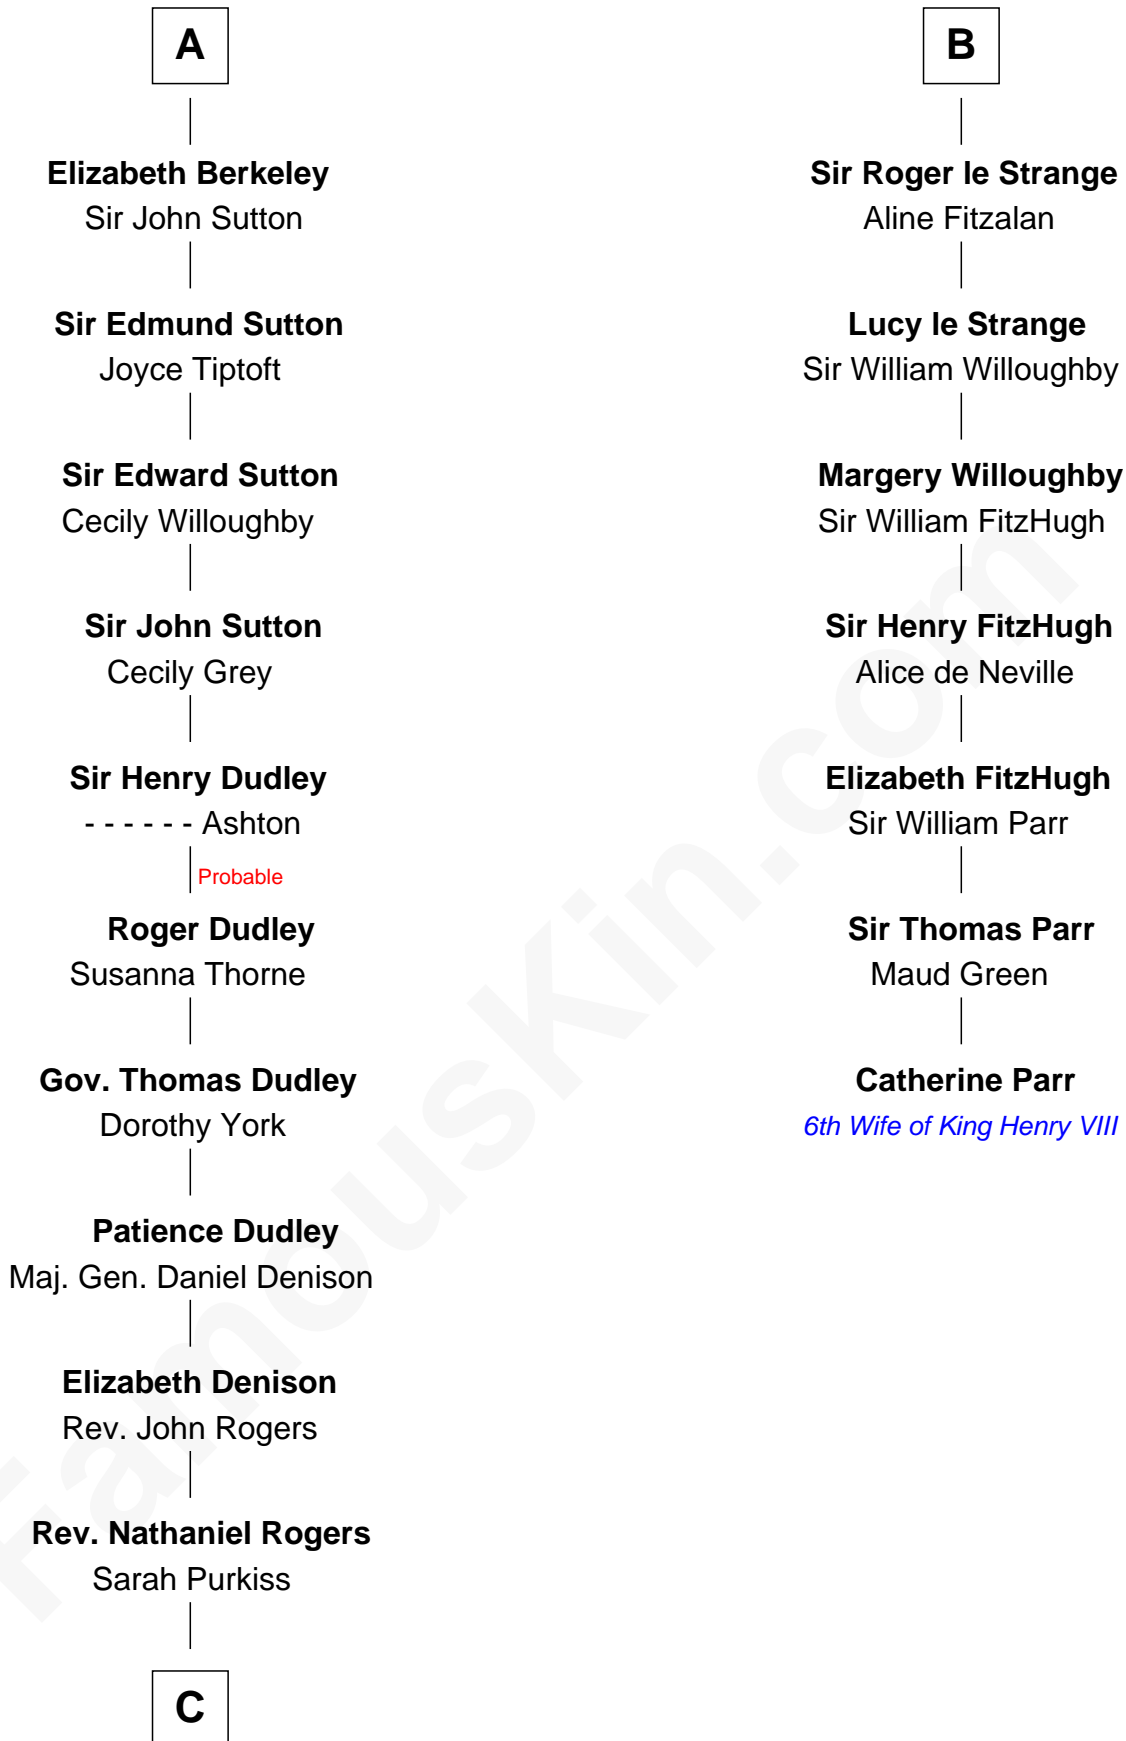 A
Elizabeth Berkeley
Sir John Sutton
Sir Edmund Sutton
Joyce Tiptoft
Sir Edward Sutton
Cecily Willoughby
Sir John Sutton
Cecily Grey
Sir Henry Dudley
- - - - - - Ashton
Probable
Roger Dudley
Susanna Thorne
Gov. Thomas Dudley
Dorothy York
Patience Dudley
Maj. Gen. Daniel Denison
Elizabeth Denison
Rev. John Rogers
Rev. Nathaniel Rogers
Sarah Purkiss
C
B
Sir Roger le Strange
Aline Fitzalan
Lucy le Strange
Sir William Willoughby
Margery Willoughby
Sir William FitzHugh
Sir Henry FitzHugh
Alice de Neville
Elizabeth FitzHugh
Sir William Parr
Sir Thomas Parr
Maud Green
Catherine Parr
6th Wife of King Henry VIII
FamousKin.com